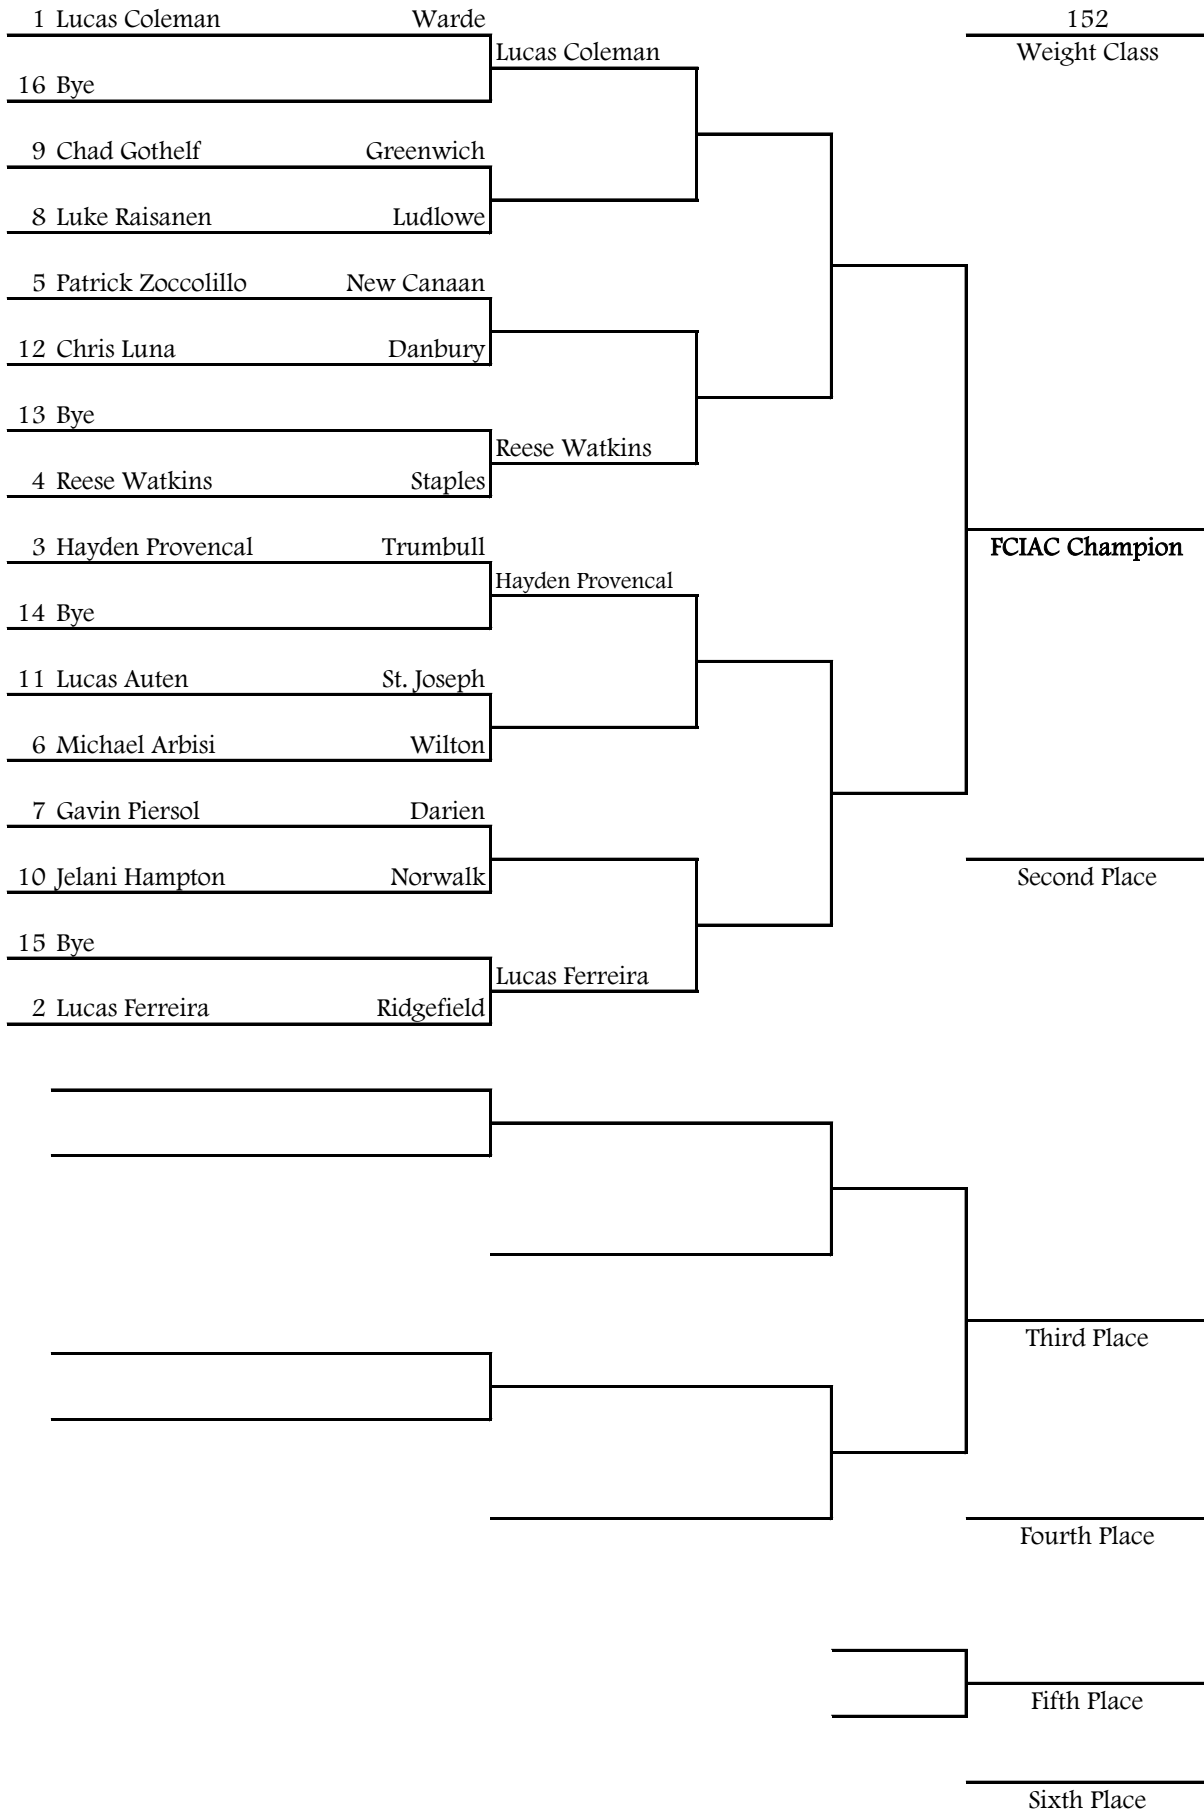 1 Lucas Coleman Warde
152
Lucas Coleman
Weight Class
16 Bye
9 Chad Gothelf Greenwich
8 Luke Raisanen Ludlowe
5 Patrick Zoccolillo New Canaan
12 Chris Luna Danbury
13 Bye
Reese Watkins
4 Reese Watkins Staples
3 Hayden Provencal Trumbull
FCIAC Champion
Hayden Provencal
14 Bye
11 Lucas Auten St. Joseph
6 Michael Arbisi Wilton
7 Gavin Piersol Darien
10 Jelani Hampton Norwalk
Second Place
15 Bye
Lucas Ferreira
2 Lucas Ferreira Ridgefield
Third Place
Fourth Place
Fifth Place
Sixth Place